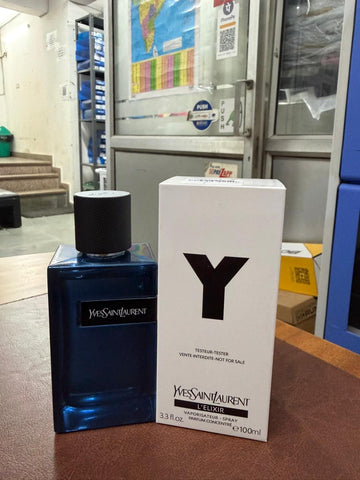 PUSH
YVESSAINTLAURENT
Y
TESTEUR-TESTER
VENTE INTERDITE-NOT FOR SALE
YVESSAINTLAURENT
L'ELIXIR
VAPORISATEUR - SPRAY
PARFUM CONCENTRÉ
3.3 fl.oz. ℮100ml